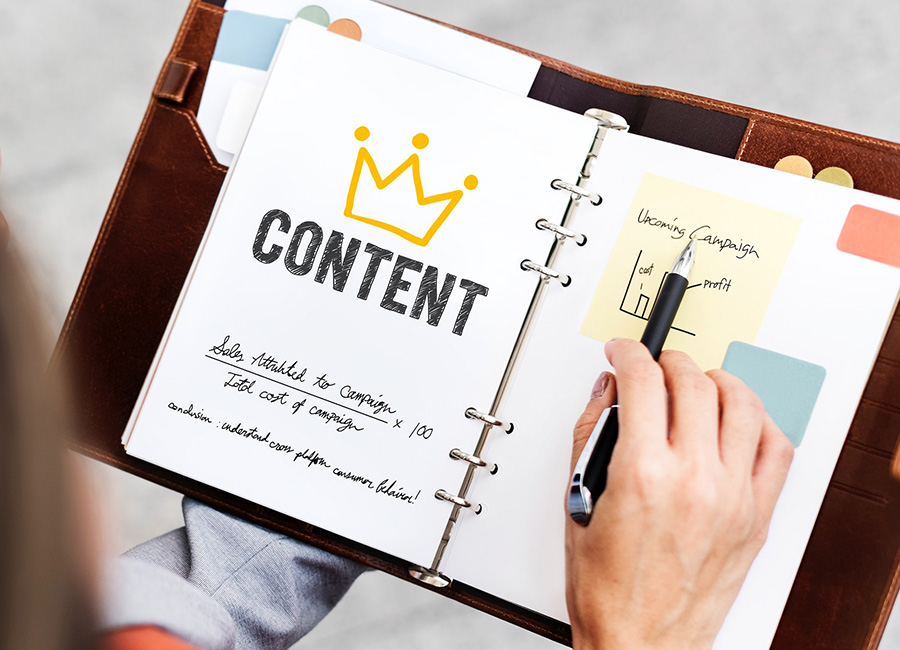 CONTENT
Sales Attributed to Campaign
Total cost of campaign
× 100
conclusion : understand cross platform consumer behavior!
Upcoming Campaign
cost
profit